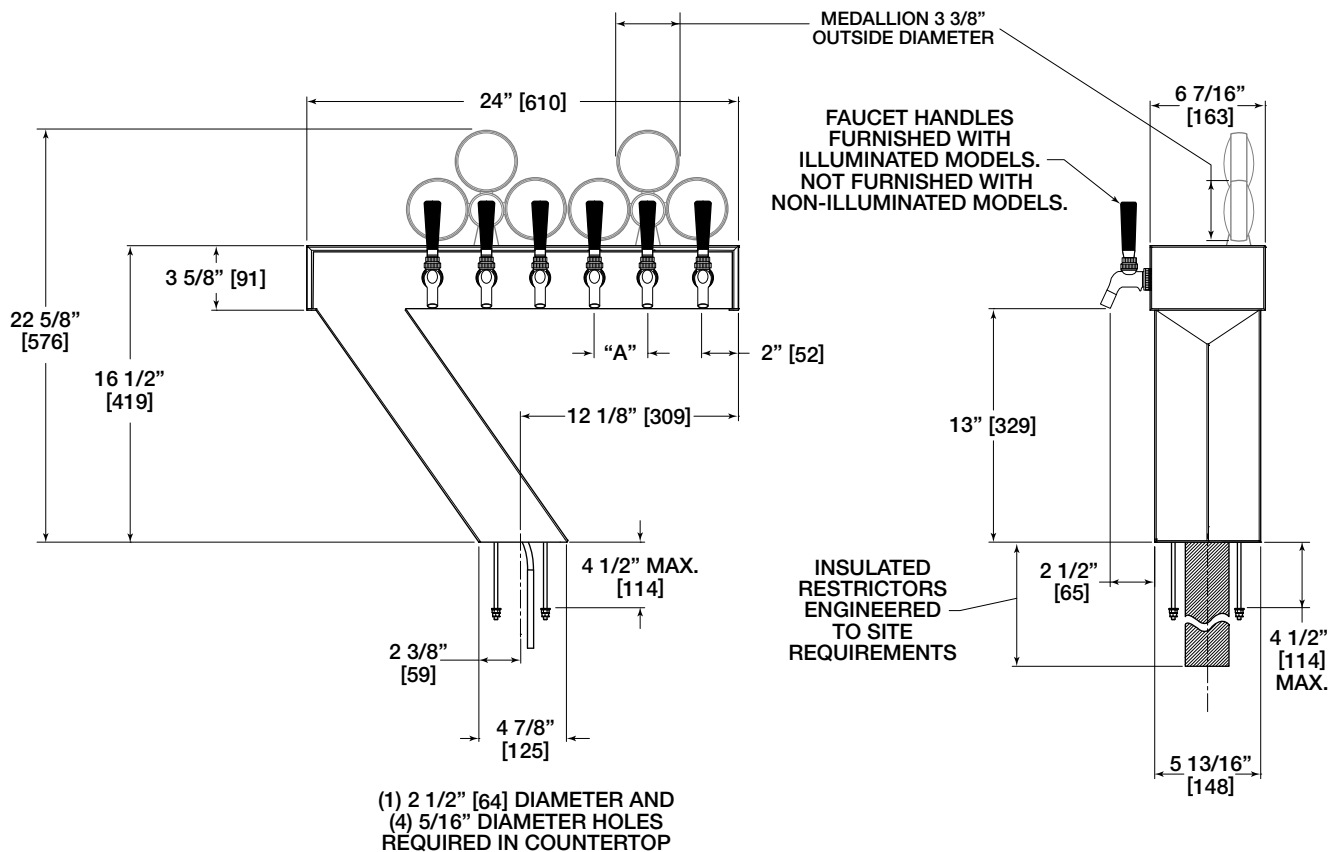 MEDALLION 3 3/8”
OUTSIDE DIAMETER
24” [610]
6 7/16”
[163]
FAUCET HANDLES
FURNISHED WITH
ILLUMINATED MODELS.
NOT FURNISHED WITH
NON-ILLUMINATED MODELS.
3 5/8” [91]
22 5/8”
[576]
16 1/2”
[419]
“A”
2” [52]
12 1/8” [309]
13” [329]
4 1/2” MAX.
[114]
2 3/8”
[59]
4 7/8”
[125]
INSULATED
RESTRICTORS
ENGINEERED
TO SITE
REQUIREMENTS
2 1/2”
[65]
4 1/2”
[114]
MAX.
5 13/16”
[148]
(1) 2 1/2” [64] DIAMETER AND
(4) 5/16” DIAMETER HOLES
REQUIRED IN COUNTERTOP